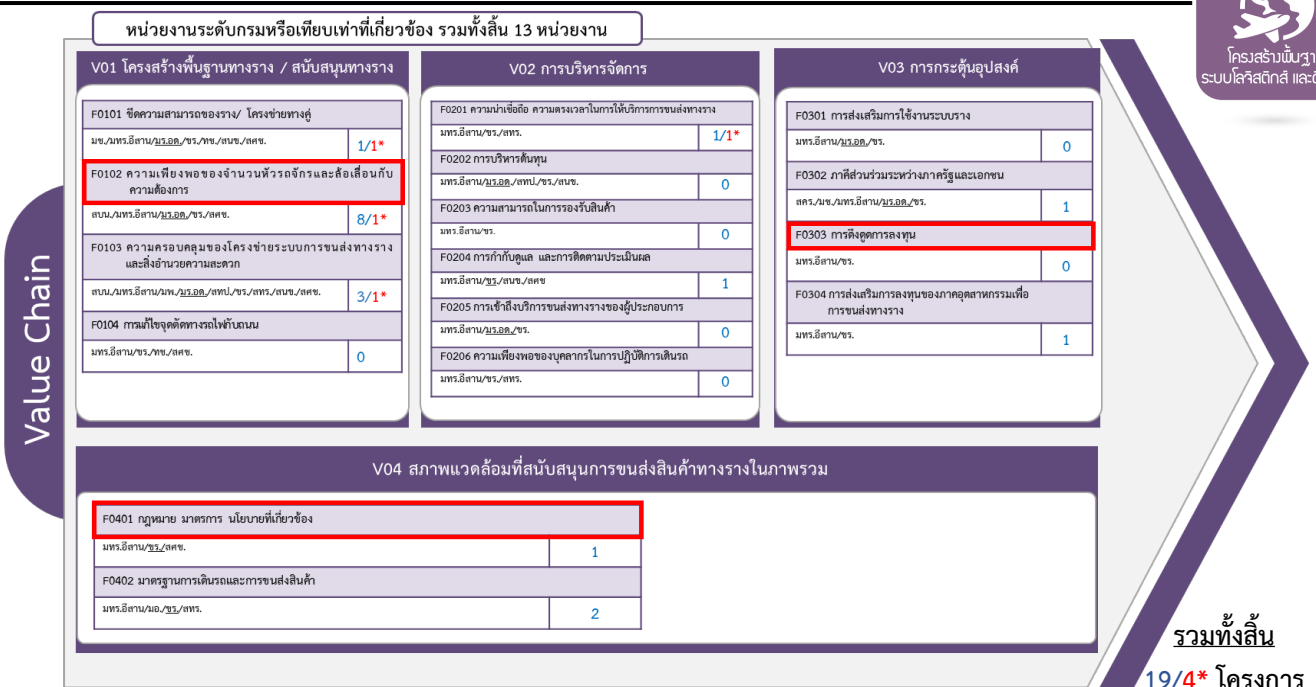 หน่วยงานระดับกรมหรือเทียบเท่าที่เกี่ยวข้อง รวมทั้งสิ้น 13 หน่วยงาน
โครงสร้างพื้นฐา
ระบบโลจิสติกส์ และดิ
Value Chain
V01 โครงสร้างพื้นฐานทางราง / สนับสนุนทางราง
F0101 ขีดความสามารถของราง/ โครงข่ายทางคู่
มข./มทร.อีสาน/มร.อด./ขร./ทข./สนข./สศช.
1/1*
F0102 ความเพียงพอของจำนวนหัวรถจักรและล้อเลื่อนกับ
ความต้องการ
สบน./มทร.อีสาน/มร.อด./ขร./สศช.
8/1*
F0103 ความครอบคลุมของโครงข่ายระบบการขนส่งทางราง
และสิ่งอำนวยความสะดวก
สบน./มทร.อีสาน/มพ./มร.อด./สทป./ขร./สทร./สนข./สศช.
3/1*
F0104 การแก้ไขจุดตัดทางรถไฟกับถนน
มทร.อีสาน/ขร./ทช./สศช.
0
V02 การบริหารจัดการ
F0201 ความน่าเชื่อถือ ความตรงเวลาในการให้บริการการขนส่งทางราง
มทร.อีสาน/ขร./สทร.
1/1*
F0202 การบริหารต้นทุน
มทร.อีสาน/มร.อด./สทป./ขร./สนข.
0
F0203 ความสามารถในการรองรับสินค้า
มทร.อีสาน/ขร.
0
F0204 การกำกับดูแล และการติดตามประเมินผล
มทร.อีสาน/ขร./สนข./สศช
1
F0205 การเข้าถึงบริการขนส่งทางรางของผู้ประกอบการ
มทร.อีสาน/มร.อด./ขร.
0
F0206 ความเพียงพอของบุคลากรในการปฏิบัติการเดินรถ
มทร.อีสาน/ขร./สทร.
0
V03 การกระตุ้นอุปสงค์
F0301 การส่งเสริมการใช้งานระบบราง
มทร.อีสาน/มร.อด./ขร.
0
F0302 ภาคีส่วนร่วมระหว่างภาครัฐและเอกชน
สคร./มข./มทร.อีสาน/มร.อด./ขร.
1
F0303 การดึงดูดการลงทุน
มทร.อีสาน/ขร.
0
F0304 การส่งเสริมการลงทุนของภาคอุตสาหกรรมเพื่อ
การขนส่งทางราง
มทร.อีสาน/ขร.
1
V04 สภาพแวดล้อมที่สนับสนุนการขนส่งสินค้าทางรางในภาพรวม
F0401 กฎหมาย มาตรการ นโยบายที่เกี่ยวข้อง
มทร.อีสาน/ขร./สศช.
1
F0402 มาตรฐานการเดินรถและการขนส่งสินค้า
มทร.อีสาน/มอ./ขร./สทร.
2
รวมทั้งสิ้น
19/4* โครงการ